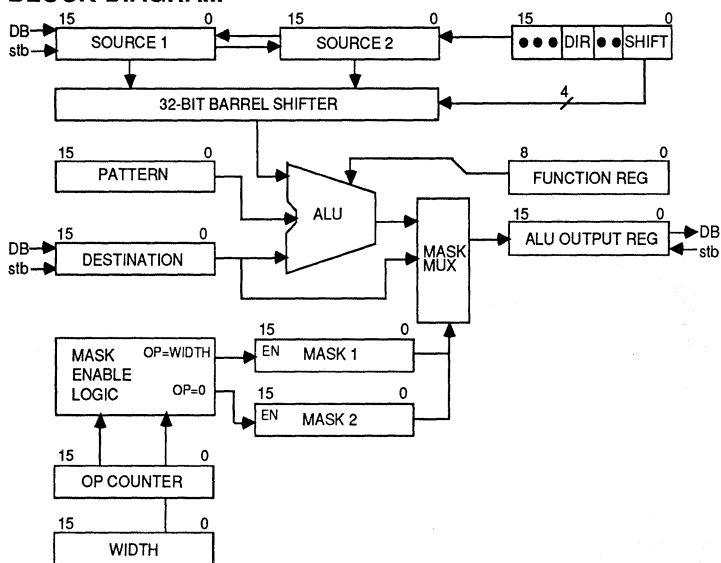 15 0 15 0 15 0
DB SOURCE 1 SOURCE 2 ●●● DIR ●● SHIFT
stb
4
32-BIT BARREL SHIFTER
15 0 8 0
PATTERN FUNCTION REG
ALU
15 0 15 0
DB DESTINATION MASK MUX ALU OUTPUT REG DB
stb stb
15 0
MASK ENABLE LOGIC OP=WIDTH EN MASK 1
15 0
OP=0 EN MASK 2
15 0
OP COUNTER
15 0
WIDTH